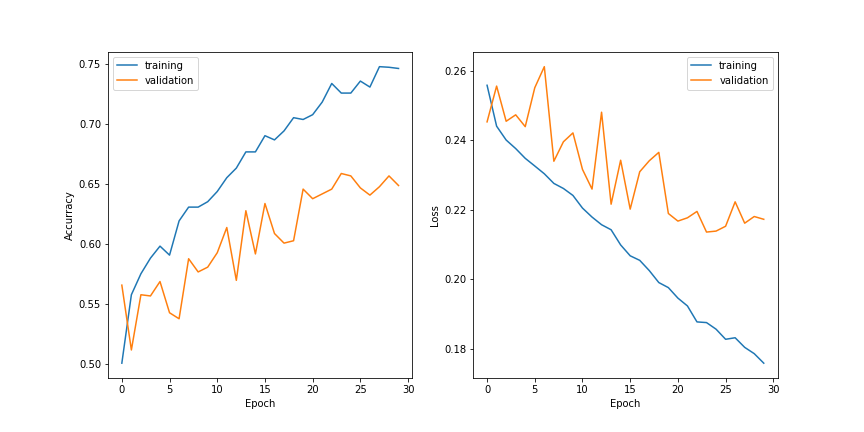 training
validation
0.75
0.70
0.65
0.60
0.55
0.50
Accurracy
0 5 10 15 20 25 30
Epoch
training
validation
0.26
0.24
0.22
0.20
0.18
Loss
0 5 10 15 20 25 30
Epoch